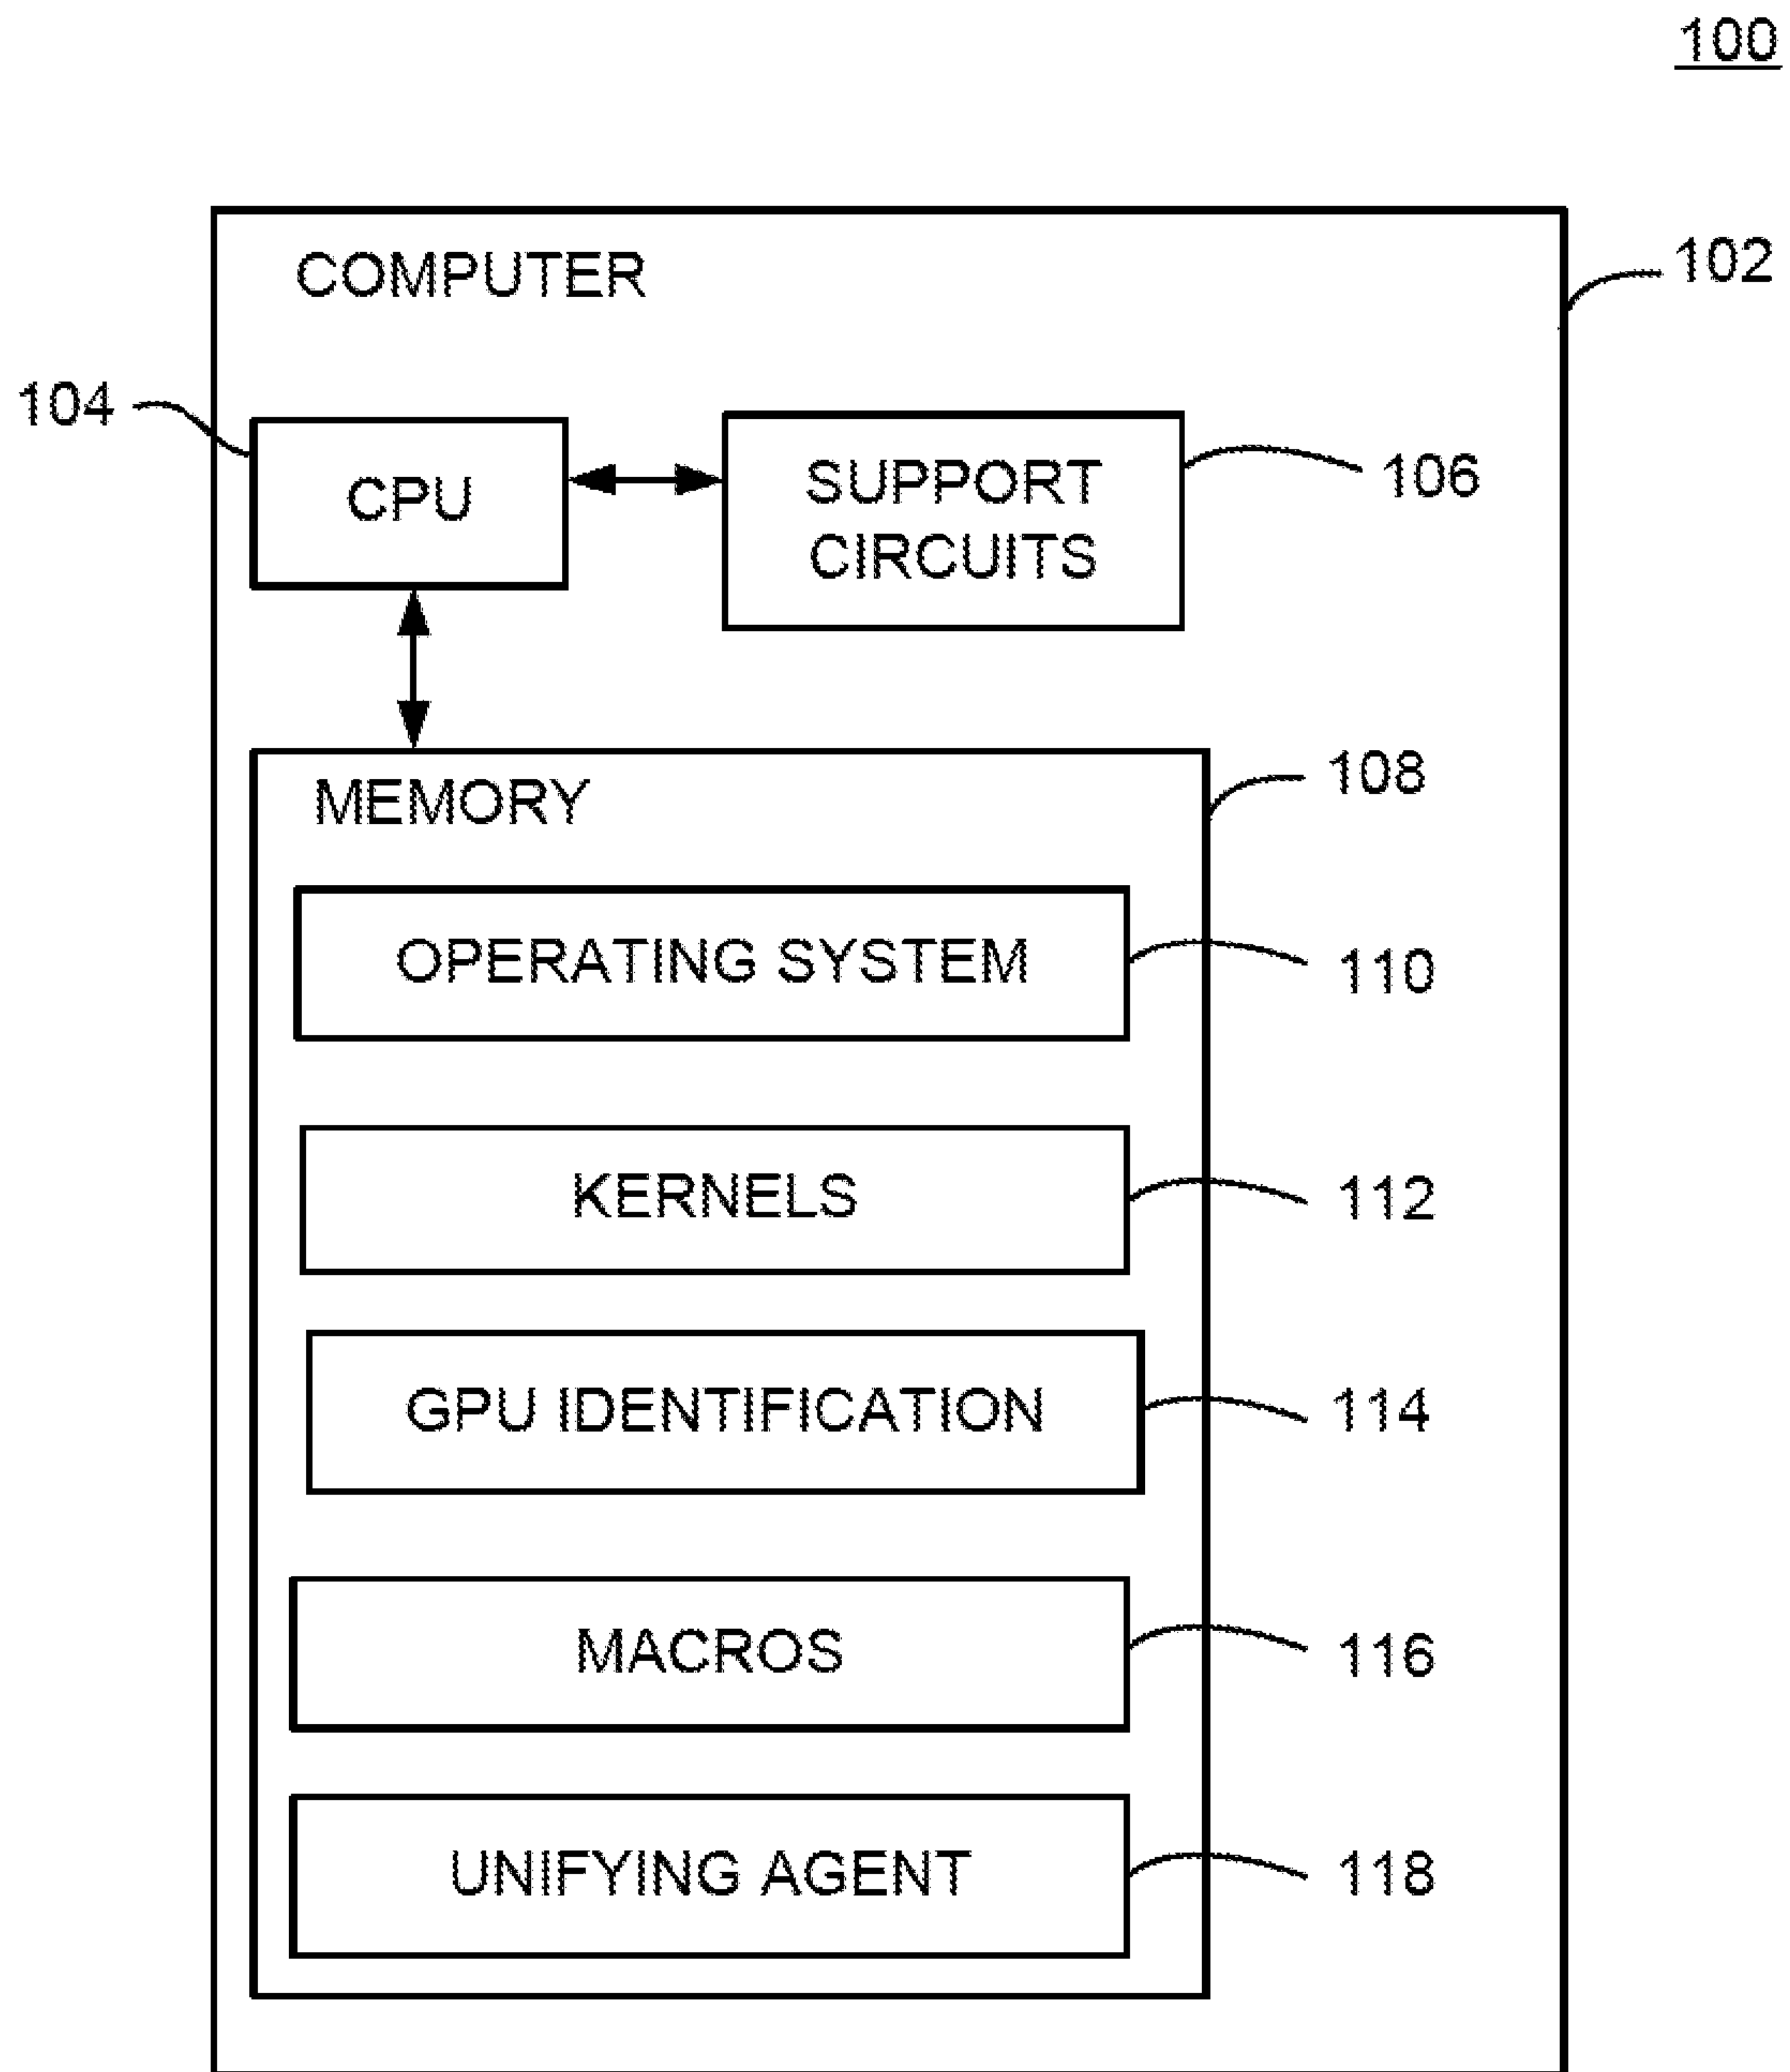 100
COMPUTER
102
104
CPU
SUPPORT
CIRCUITS
106
MEMORY
108
OPERATING SYSTEM
110
KERNELS
112
GPU IDENTIFICATION
114
MACROS
116
UNIFYING AGENT
118